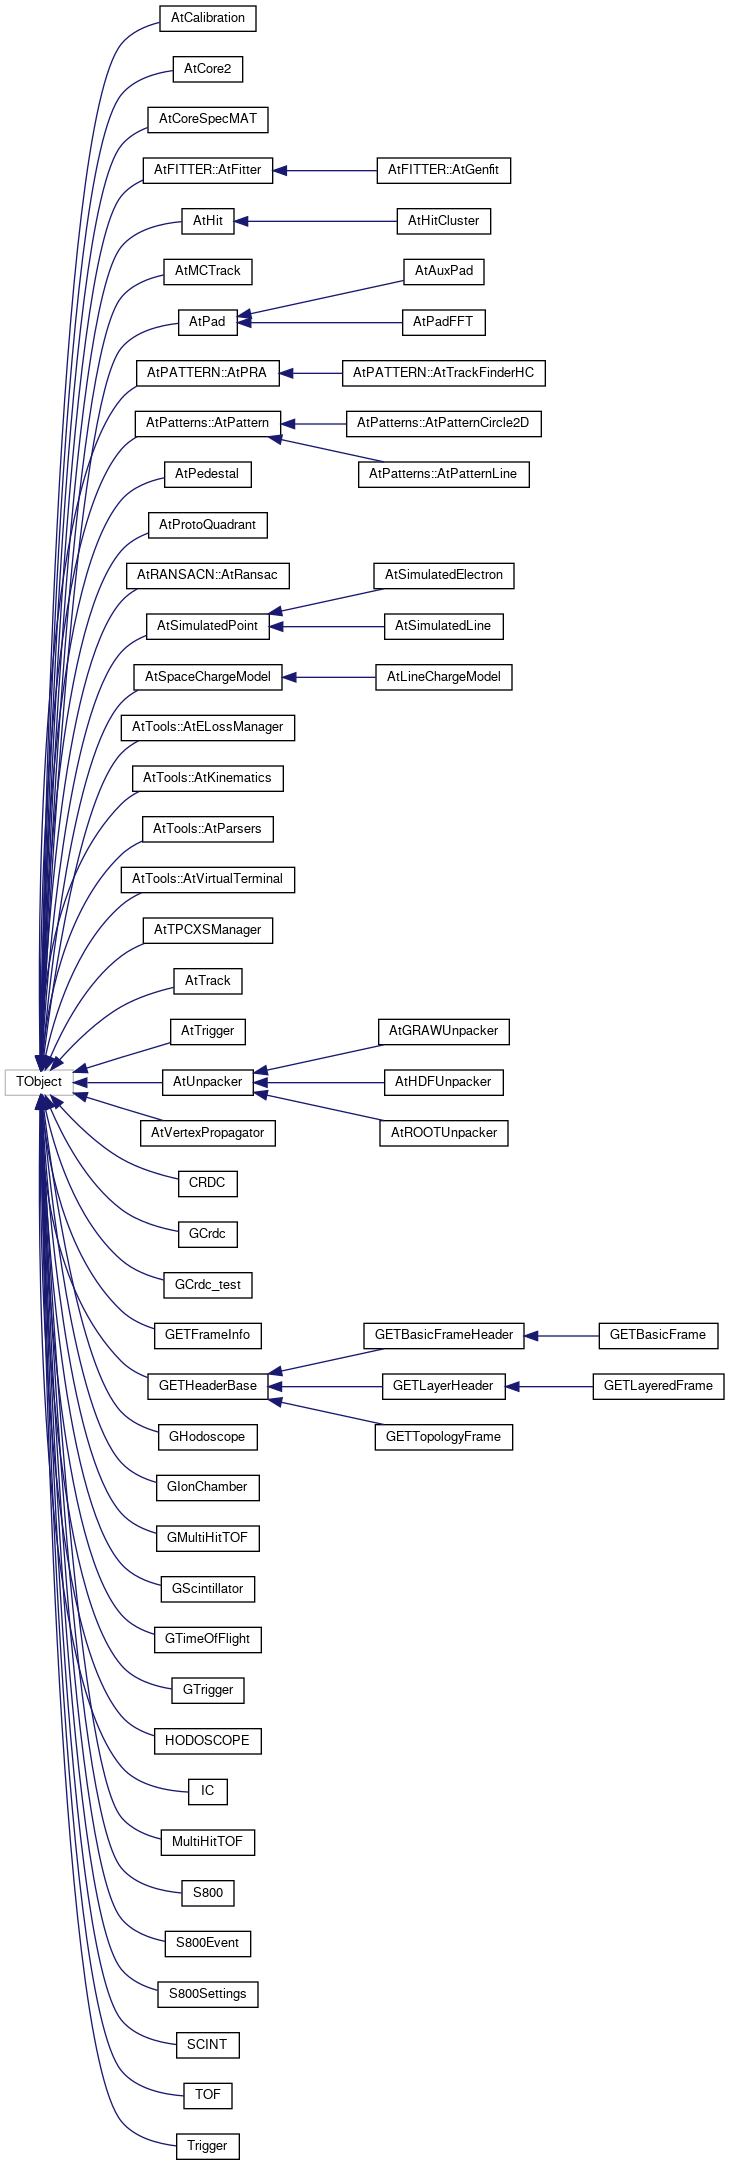 AtCalibration
AtCore2
AtCoreSpecMAT
AtFITTER::AtFitter
AtFITTER::AtGenfit
AtHit
AtHitCluster
AtMCTrack
AtAuxPad
AtPad
AtPadFFT
AtPATTERN::AtPRA
AtPATTERN::AtTrackFinderHC
AtPatterns::AtPattern
AtPatterns::AtPatternCircle2D
AtPedestal
AtPatterns::AtPatternLine
AtProtoQuadrant
AtRANSACN::AtRansac
AtSimulatedElectron
AtSimulatedPoint
AtSimulatedLine
AtSpaceChargeModel
AtLineChargeModel
AtTools::AtELossManager
AtTools::AtKinematics
AtTools::AtParsers
AtTools::AtVirtualTerminal
AtTPCXSManager
AtTrack
AtTrigger
AtGRAWUnpacker
TObject
AtUnpacker
AtHDFUnpacker
AtVertexPropagator
AtROOTUnpacker
CRDC
GCrdc
GCrdc_test
GETFrameInfo
GETBasicFrameHeader
GETBasicFrame
GETHeaderBase
GETLayerHeader
GETLayeredFrame
GHodoscope
GETTopologyFrame
GIonChamber
GMultiHitTOF
GScintillator
GTimeOfFlight
GTrigger
HODOSCOPE
IC
MultiHitTOF
S800
S800Event
S800Settings
SCINT
TOF
Trigger